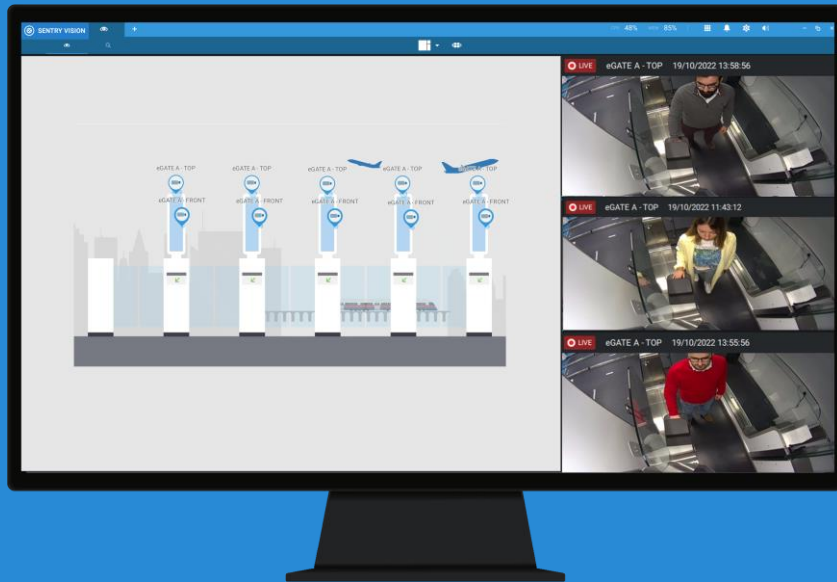 SENTRY VISION
+
48%
85%
LIVE eGATE A - TOP 19/10/2022 13:58:56
eGATE A - TOP
eGATE A - TOP
eGATE A - TOP
eGATE A - TOP
TOP
eGATE A - FRONT
eGATE A - FRONT
eGATE A - FRONT
eGATE A - FRONT
eGATE A - FRONT
LIVE eGATE A - TOP 19/10/2022 11:43:12
LIVE eGATE A - TOP 19/10/2022 13:55:56